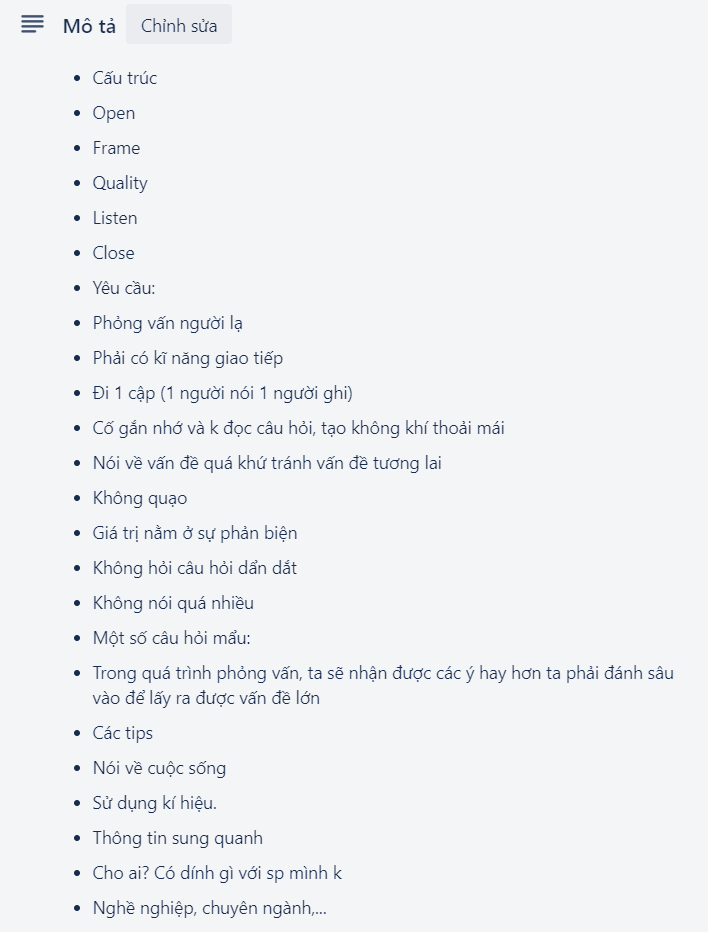 Mô tả Chỉnh sửa
• Cấu trúc
• Open
• Frame
• Quality
• Listen
• Close
• Yêu cầu:
• Phỏng vấn người lạ
• Phải có kĩ năng giao tiếp
• Đi 1 cập (1 người nói 1 người ghi)
• Cố gắn nhớ và k đọc câu hỏi, tạo không khí thoải mái
• Nói về vấn đề quá khứ tránh vấn đề tương lai
• Không quạo
• Giá trị nằm ở sự phản biện
• Không hỏi câu hỏi dẩn dắt
• Không nói quá nhiều
• Một số câu hỏi mẩu:
• Trong quá trình phỏng vấn, ta sẽ nhận được các ý hay hơn ta phải đánh sâu
vào để lấy ra được vấn đề lớn
• Các tips
• Nói về cuộc sống
• Sử dụng kí hiệu.
• Thông tin sung quanh
• Cho ai? Có dính gì với sp mình k
• Nghề nghiệp, chuyên ngành,...